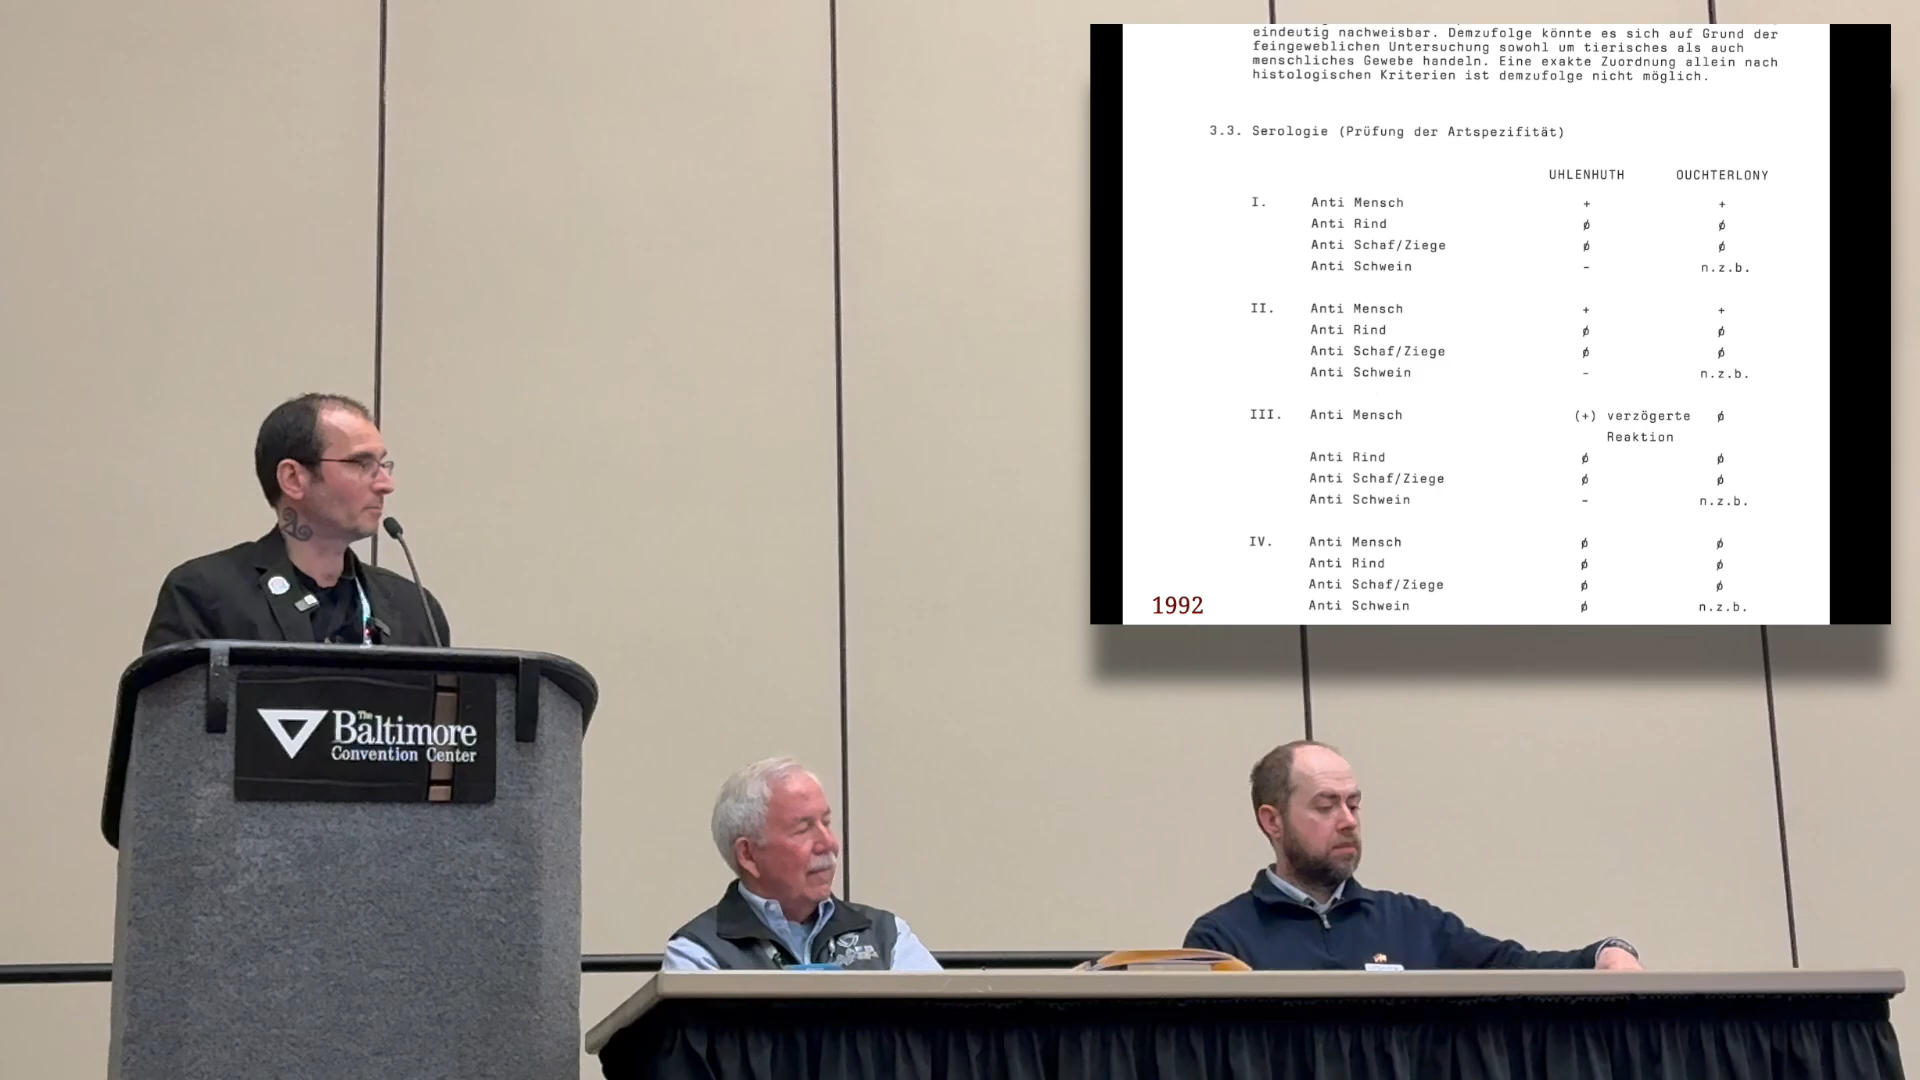 eindeutig nachweisbar. Demzufolge könnte es sich auf Grund der
feingeweblichen Untersuchung sowohl um tierisches als auch
menschliches Gewebe handeln. Eine exakte Zuordnung allein nach
histologischen Kriterien ist demzufolge nicht möglich.
3.3. Serologie (Prüfung der Artspezifität)
UHLENHUTH OUCHTERLONY
I. Anti Mensch + +
Anti Rind ø ø
Anti Schaf/Ziege ø ø
Anti Schwein - n.z.b.
II. Anti Mensch + +
Anti Rind ø ø
Anti Schaf/Ziege ø ø
Anti Schwein - n.z.b.
III. Anti Mensch (+) verzögerte ø
Reaktion
Anti Rind ø ø
Anti Schaf/Ziege ø ø
Anti Schwein - n.z.b.
IV. Anti Mensch ø ø
Anti Rind ø ø
Anti Schaf/Ziege ø ø
Anti Schwein ø n.z.b.
1992
The
Baltimore
Convention Center